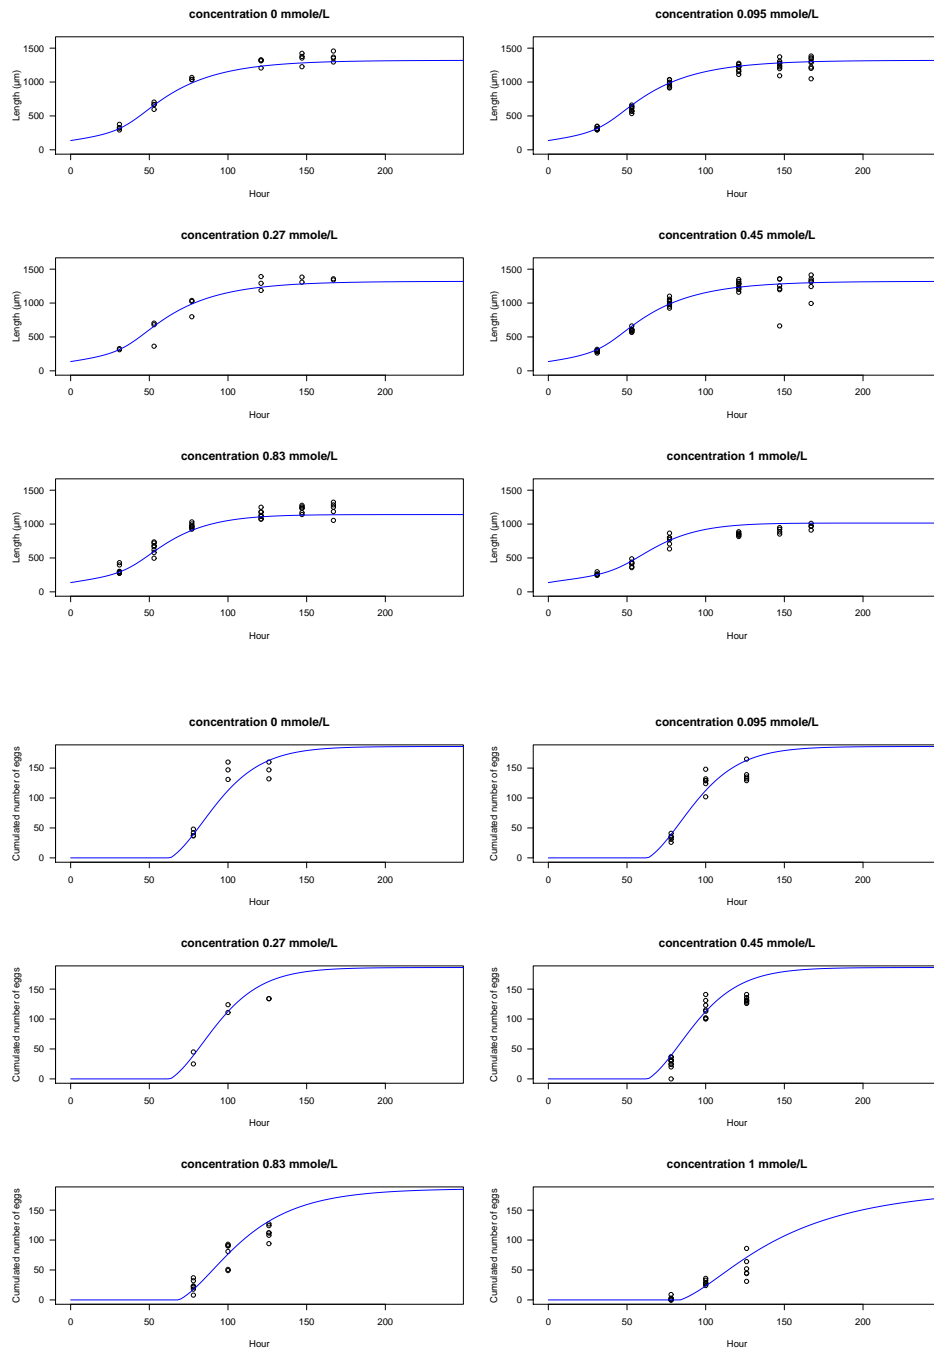 concentration 0 mmole/L
concentration 0.095 mmole/L
Length (µm)
0 500 1000 1500
0 50 100 150 200
Hour
Length (µm)
0 500 1000 1500
0 50 100 150 200
Hour
concentration 0.27 mmole/L
concentration 0.45 mmole/L
Length (µm)
0 500 1000 1500
0 50 100 150 200
Hour
Length (µm)
0 500 1000 1500
0 50 100 150 200
Hour
concentration 0.83 mmole/L
concentration 1 mmole/L
Length (µm)
0 500 1000 1500
0 50 100 150 200
Hour
Length (µm)
0 500 1000 1500
0 50 100 150 200
Hour
concentration 0 mmole/L
concentration 0.095 mmole/L
Cumulated number of eggs
0 50 100 150
0 50 100 150 200
Hour
Cumulated number of eggs
0 50 100 150
0 50 100 150 200
Hour
concentration 0.27 mmole/L
concentration 0.45 mmole/L
Cumulated number of eggs
0 50 100 150
0 50 100 150 200
Hour
Cumulated number of eggs
0 50 100 150
0 50 100 150 200
Hour
concentration 0.83 mmole/L
concentration 1 mmole/L
Cumulated number of eggs
0 50 100 150
0 50 100 150 200
Hour
Cumulated number of eggs
0 50 100 150
0 50 100 150 200
Hour